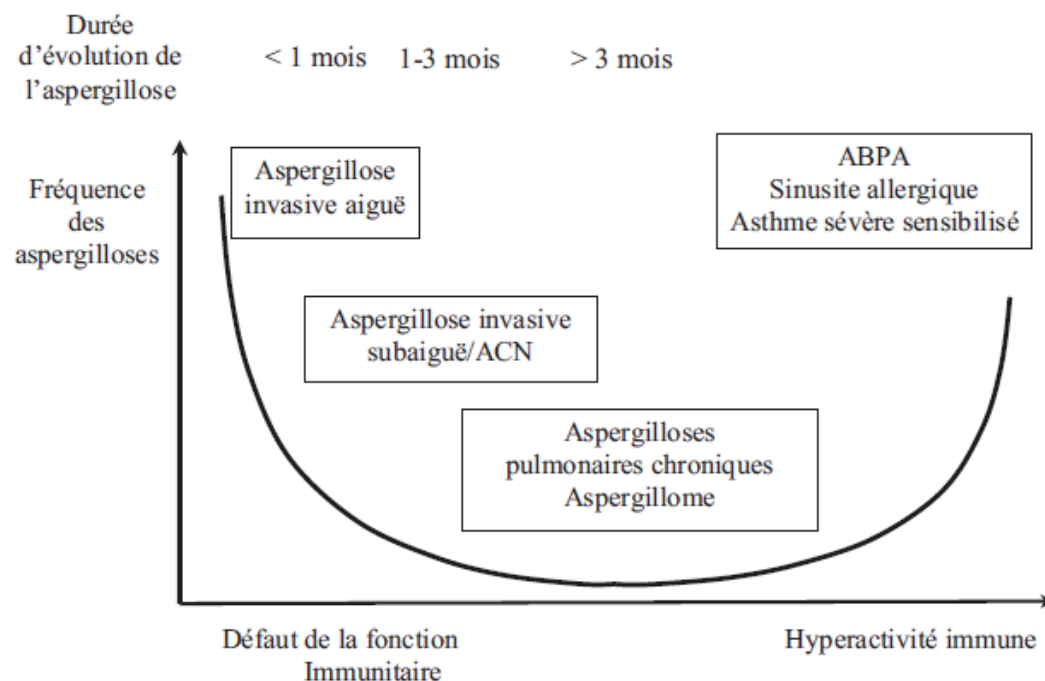 Durée
d'évolution de
l'aspergillose
< 1 mois 1-3 mois > 3 mois
Fréquence
des
aspergilloses
Aspergillose
invasive aiguë
ABPA
Sinusite allergique
Asthme sévère sensibilisé
Aspergillose invasive
subaiguë/ACN
Aspergilloses
pulmonaires chroniques
Aspergillome
Défaut de la fonction
Immunitaire
Hyperactivité immune